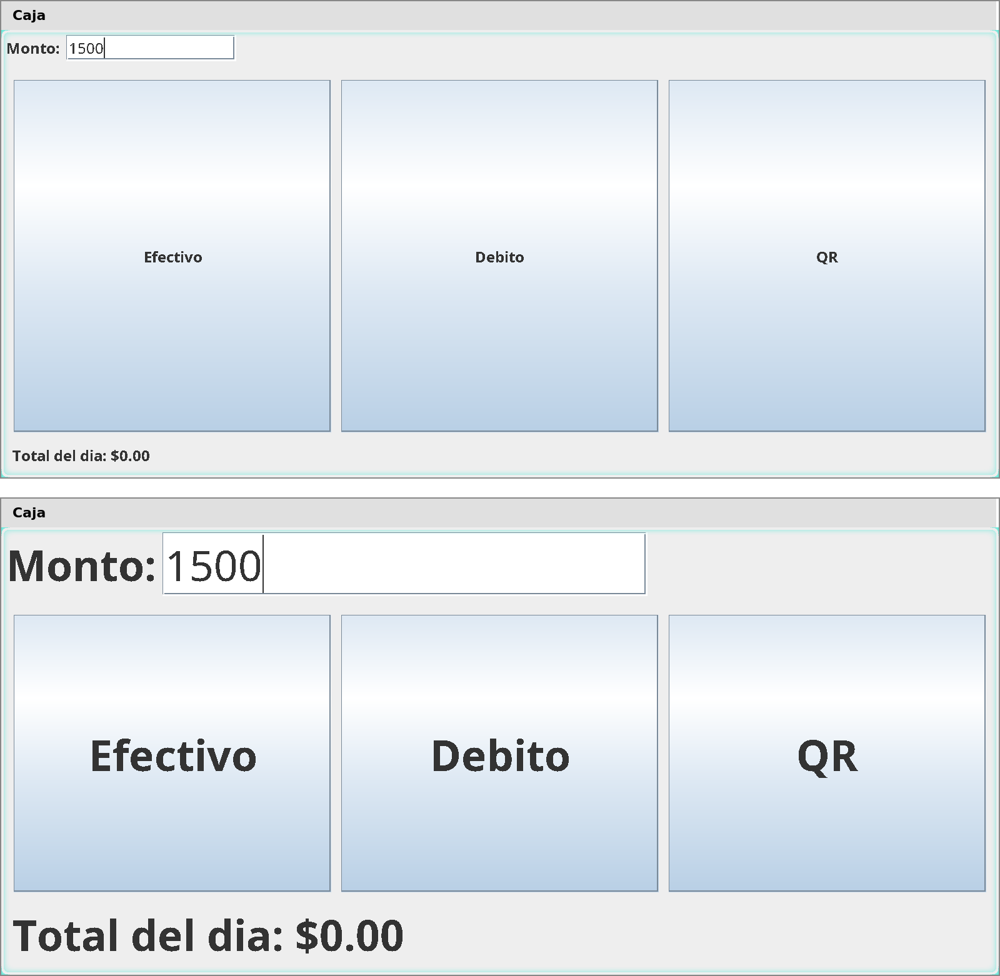 Caja
Monto: 1500
Efectivo Debito QR
Total del dia: $0.00
Caja
Monto: 1500
Efectivo Debito QR
Total del dia: $0.00